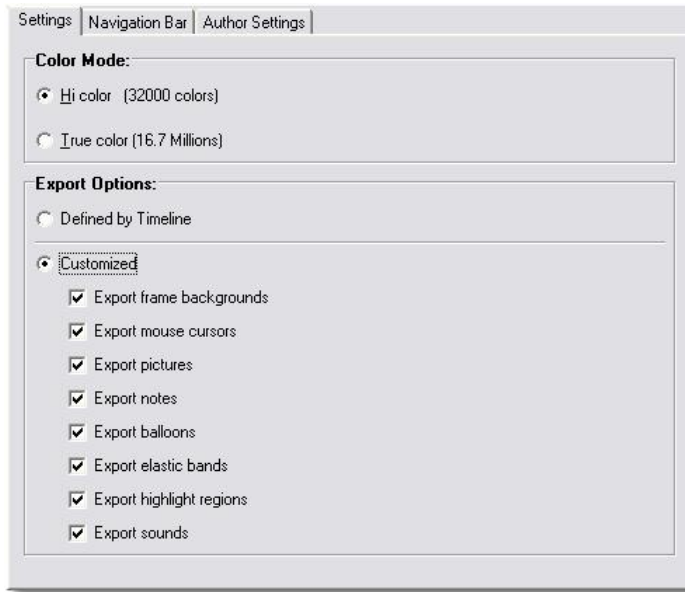 Settings Navigation Bar Author Settings
Color Mode:
Hi color (32000 colors)
True color (16.7 Millions)
Export Options:
Defined by Timeline
Customized
Export frame backgrounds
Export mouse cursors
Export pictures
Export notes
Export balloons
Export elastic bands
Export highlight regions
Export sounds